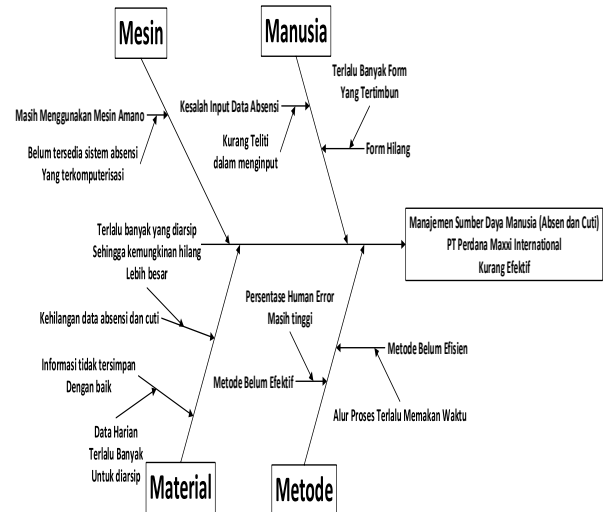 Mesin
Manusia
Terlalu Banyak Form
Yang Tertimbun
Masih Menggunakan Mesin Amano
Kesalah Input Data Absensi
Belum tersedia sistem absensi
Yang terkomputerisasi
Kurang Teliti
dalam menginput
Form Hilang
Terlalu banyak yang diarsip
Sehingga kemungkinan hilang
Lebih besar
Manajemen Sumber Daya Manusia (Absen dan Cuti)
PT Perdana Maxxi International
Kurang Efektif
Kehilangan data absensi dan cuti
Persentase Human Error
Masih tinggi
Metode Belum Efisien
Informasi tidak tersimpan
Dengan baik
Metode Belum Efektif
Alur Proses Terlalu Memakan Waktu
Data Harian
Terlalu Banyak
Untuk diarsip
Material
Metode